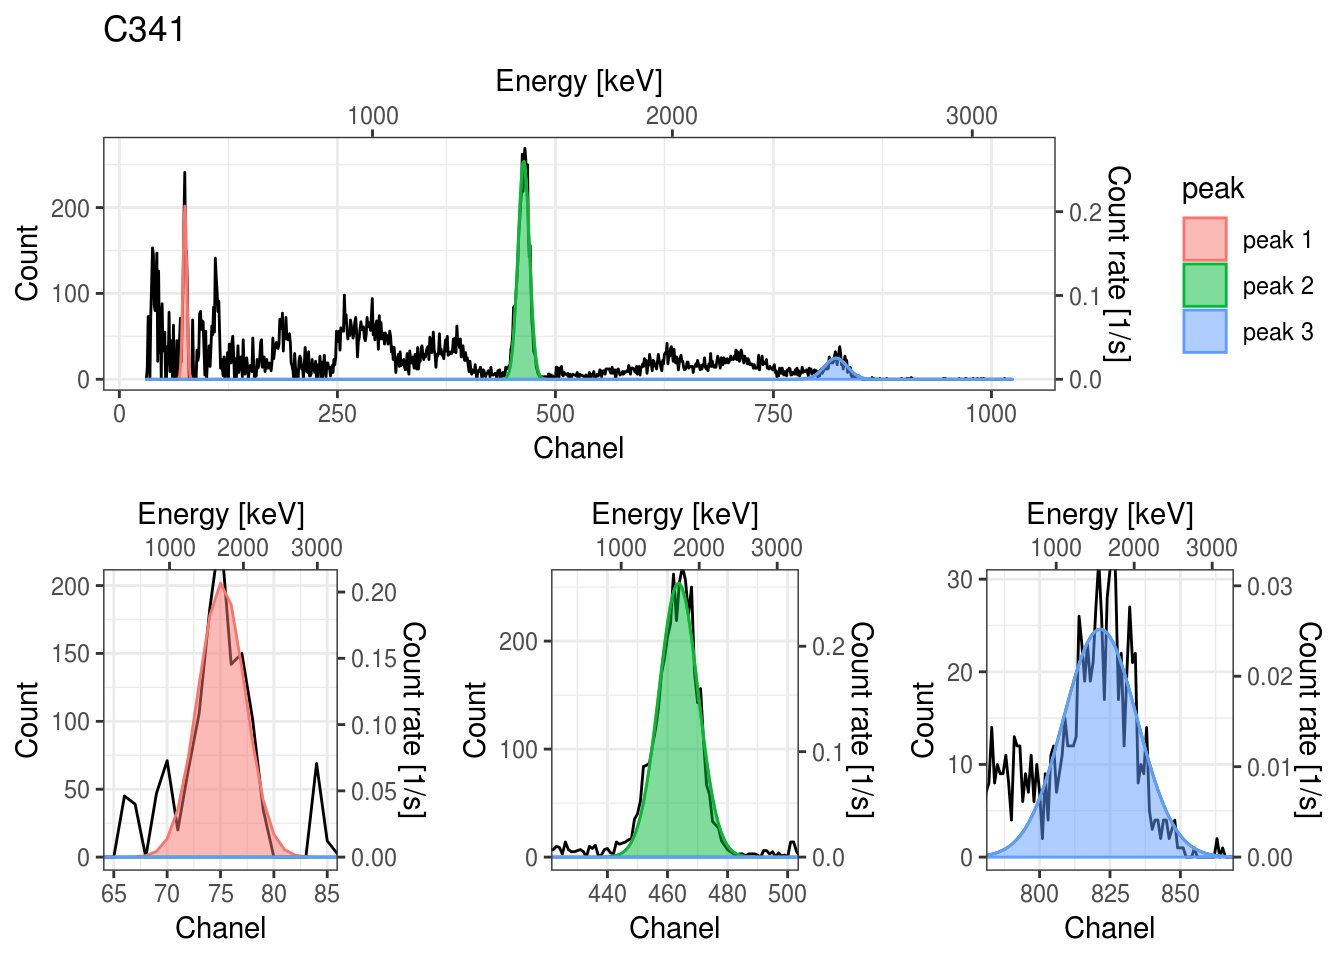 C341
Energy [keV]
1000 2000 3000
200
100
0
Count
0.2
0.1
0.0
Count rate [1/s]
0 250 500 750 1000
Chanel
peak
peak 1
peak 2
peak 3
Energy [keV]
1000 2000 3000
200
150
100
50
0
Count
0.20
0.15
0.10
0.05
0.00
Count rate [1/s]
65 70 75 80 85
Chanel
Energy [keV]
1000 2000 3000
200
100
0
Count
0.2
0.1
0.0
Count rate [1/s]
440 460 480 500
Chanel
Energy [keV]
1000 2000 3000
30
20
10
0
Count
0.03
0.02
0.01
0.00
Count rate [1/s]
800 825 850
Chanel